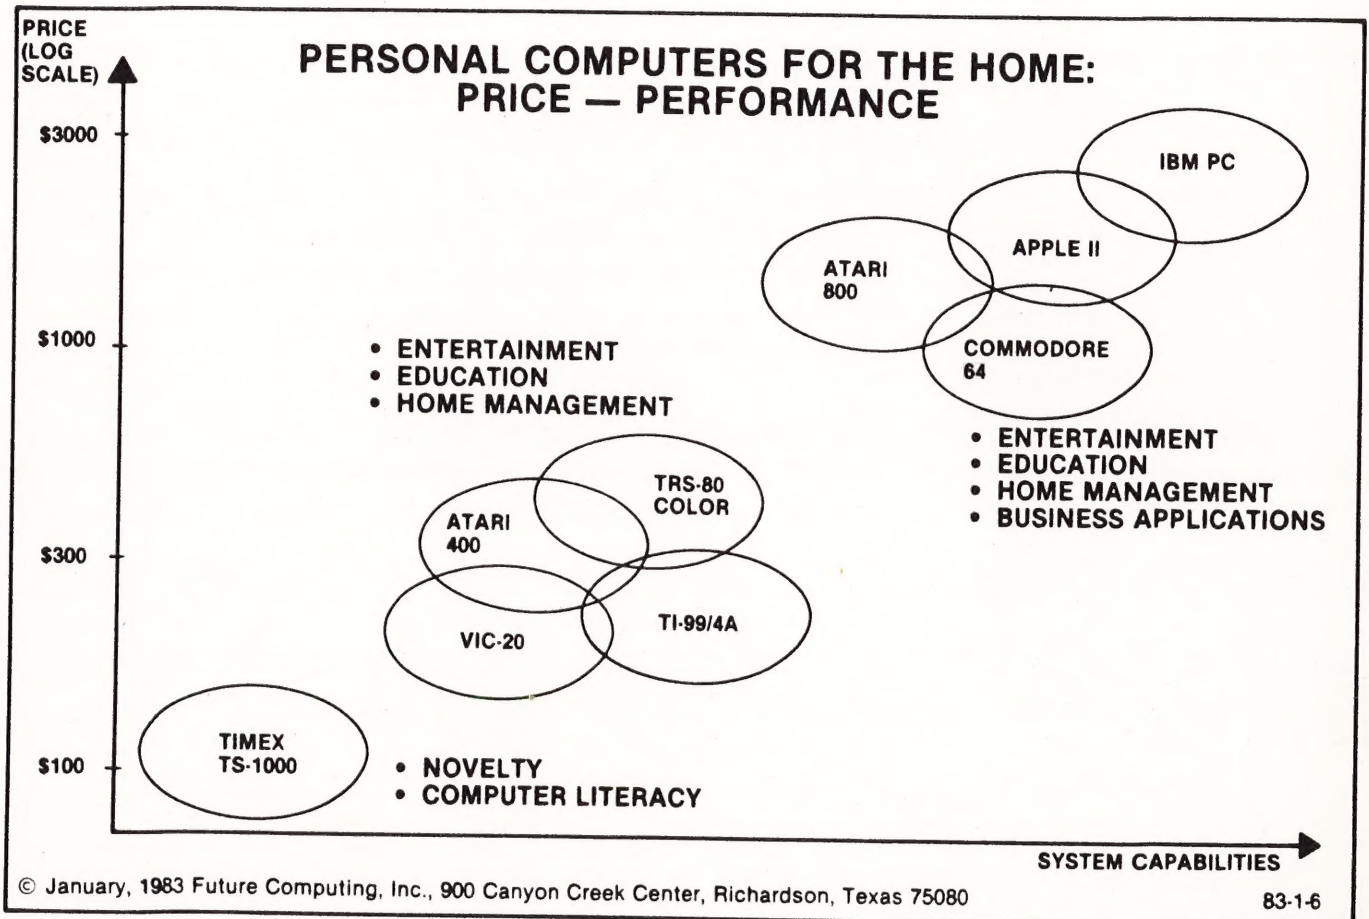 PRICE
(LOG
SCALE)
PERSONAL COMPUTERS FOR THE HOME:
PRICE — PERFORMANCE
$3000
IBM PC
APPLE II
ATARI
800
$1000
COMMODORE
64
• ENTERTAINMENT
• EDUCATION
• HOME MANAGEMENT
• ENTERTAINMENT
• EDUCATION
• HOME MANAGEMENT
• BUSINESS APPLICATIONS
TRS-80
COLOR
ATARI
400
$300
TI-99/4A
VIC-20
TIMEX
TS-1000
$100
• NOVELTY
• COMPUTER LITERACY
SYSTEM CAPABILITIES
© January, 1983 Future Computing, Inc., 900 Canyon Creek Center, Richardson, Texas 75080
83-1-6